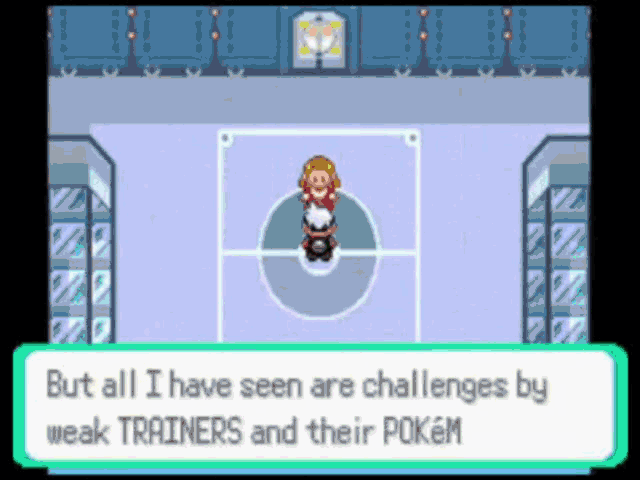 But all I have seen are challenges by
weak TRAINERS and their POKéM